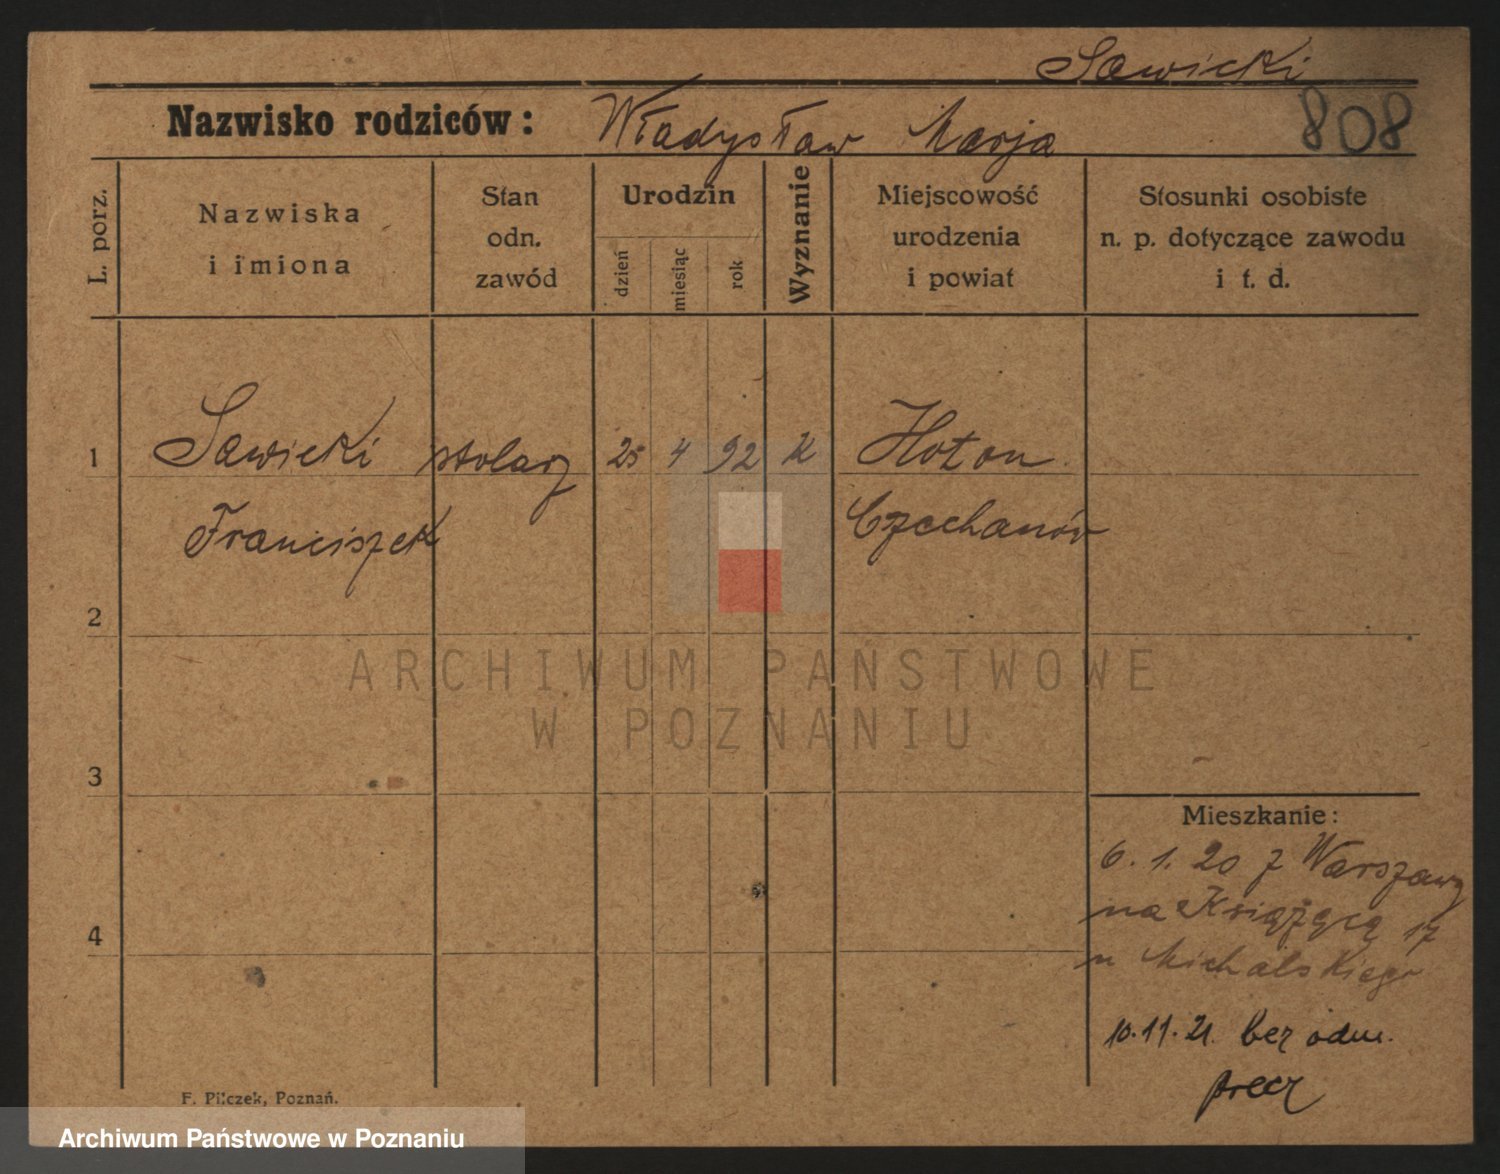 Sawicki
Nazwisko rodziców: Władysław Marja 808
L. porz.
Nazwiska
i imiona
Stan
odn.
zawód
Urodzin
dzień
miesiąc
rok
Wyznanie
Miejscowość
urodzenia
i powiat
Stosunki osobiste
n. p. dotyczące zawodu
i t. d.
1 Sawicki stolarz 25 4 92 k Hoton
Franciszek Czechanów
2
ARCHIWUM PAŃSTWOWE
W POZNANIU
3
Mieszkanie:
6. 1. 20 z Warszawy
na Książęcą 17
4
u Michalskiego
10.11.21. bez odm.
precz
F. Pilczek, Poznań.
Archiwum Państwowe w Poznaniu